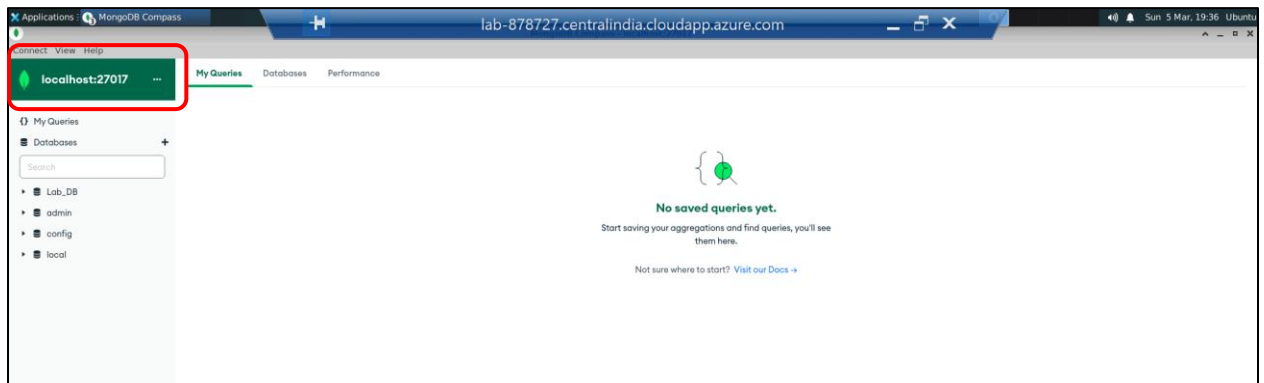 Applications MongoDB Compass
lab-878727.centralindia.cloudapp.azure.com
Sun 5 Mar, 19:36 Ubuntu
Connect View Help
localhost:27017 ...
My Queries Databases Performance
{} My Queries
Databases +
Search
Lab_DB
admin
config
local
No saved queries yet.
Start saving your aggregations and find queries, you'll see
them here.
Not sure where to start? Visit our Docs →